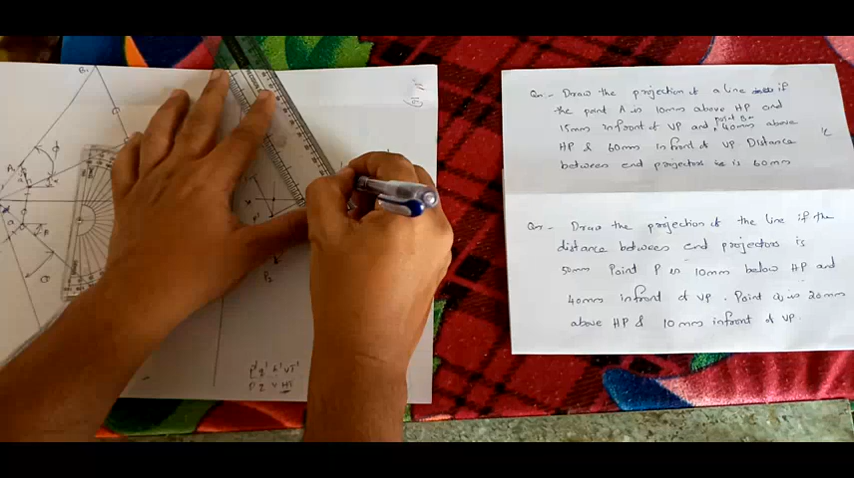 Qn:- Draw the projection of a line if
the point A is 10mm above HP and
15mm infront of VP and point B is 40mm above
HP & 60mm infront of VP. Distance
between end projectors is is 60mm
Qn:- Draw the projection of the line if the
distance between end projectors is
50mm Point P is 10mm below HP and
40mm infront of VP. Point Q is 20mm
above HP & 10mm infront of VP.